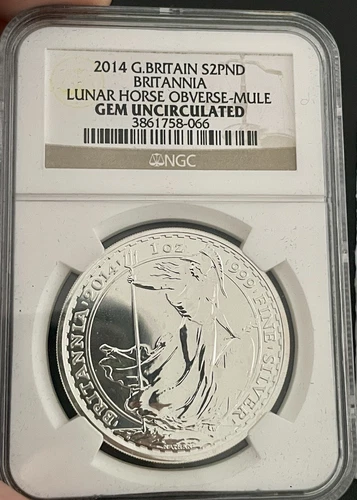 2014 G.BRITAIN S2PND
BRITANNIA
LUNAR HORSE OBVERSE-MULE
GEM UNCIRCULATED
3861758-066
NGC
BRITANNIA 2014 1 oz 999 FINE SILVER
NATHAN